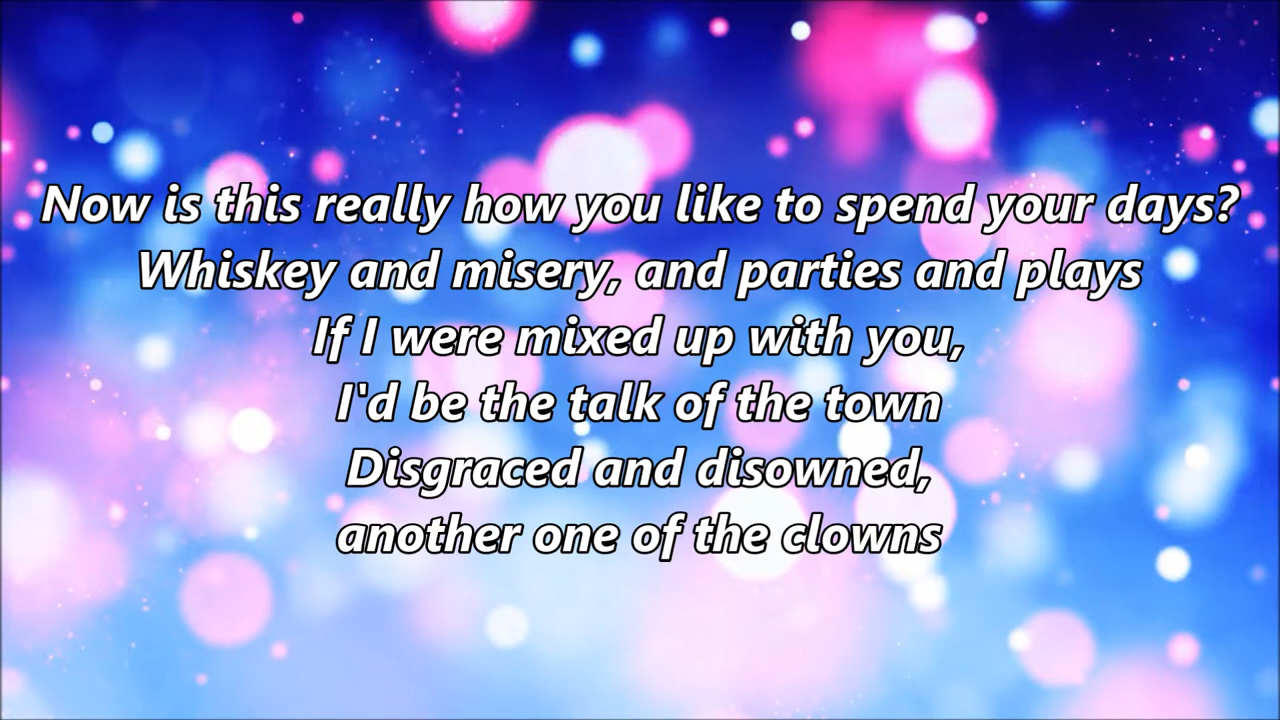 Now is this really how you like to spend your days?
Whiskey and misery, and parties and plays
If I were mixed up with you,
I`d be the talk of the town
Disgraced and disowned,
another one of the clowns